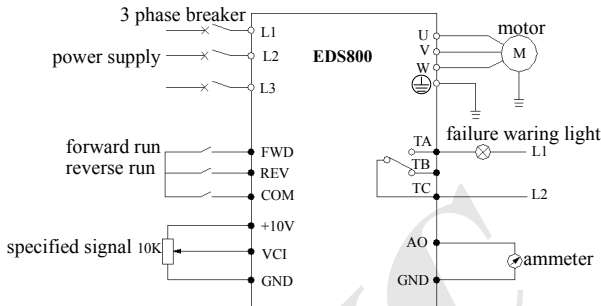 3 phase breaker
power supply
L1
L2
L3
EDS800
U
V
W
motor
M
forward run
reverse run
FWD
REV
COM
TA
TB
TC
failure waring light
L1
L2
specified signal 10K
+10V
VCI
GND
AO
GND
ammeter